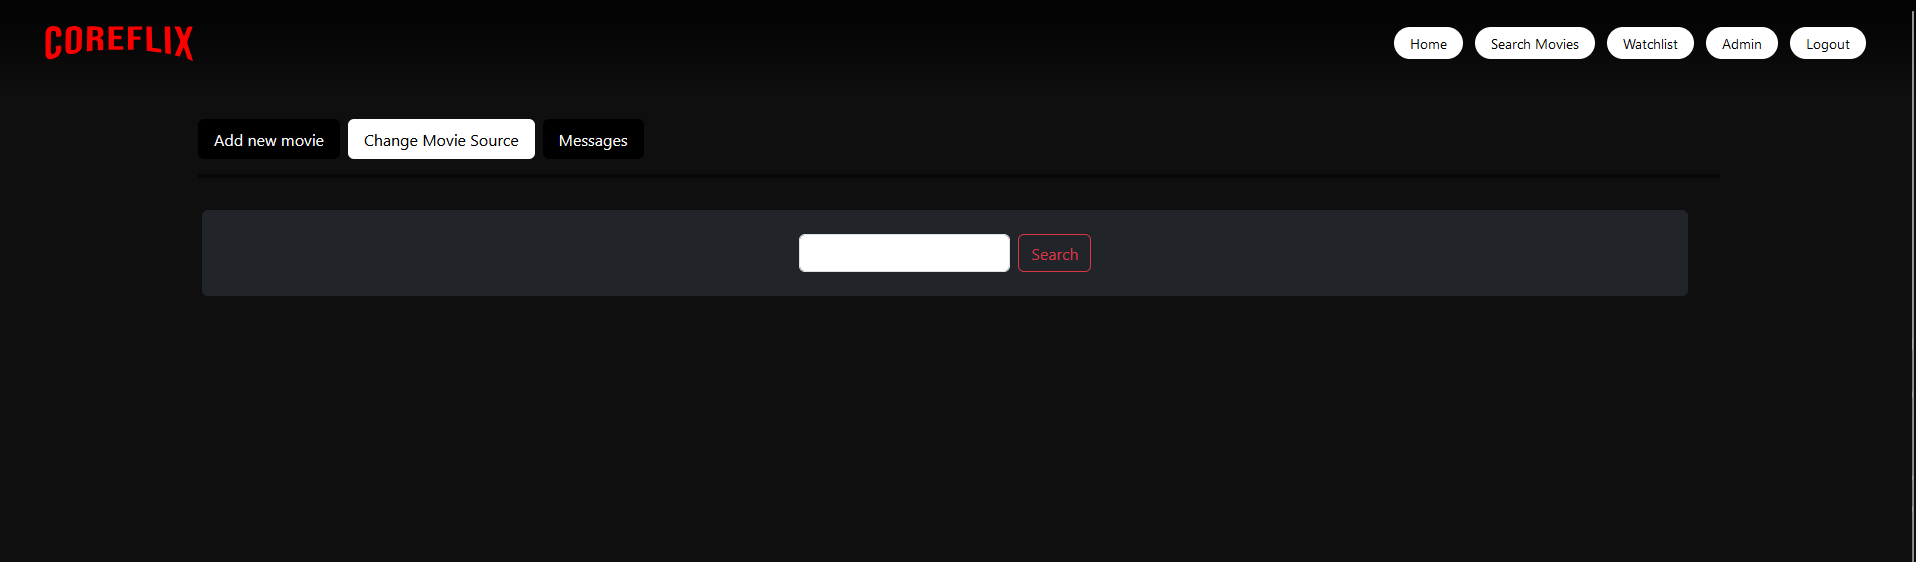 COREFLIX
Home Search Movies Watchlist Admin Logout
Add new movie Change Movie Source Messages
Search